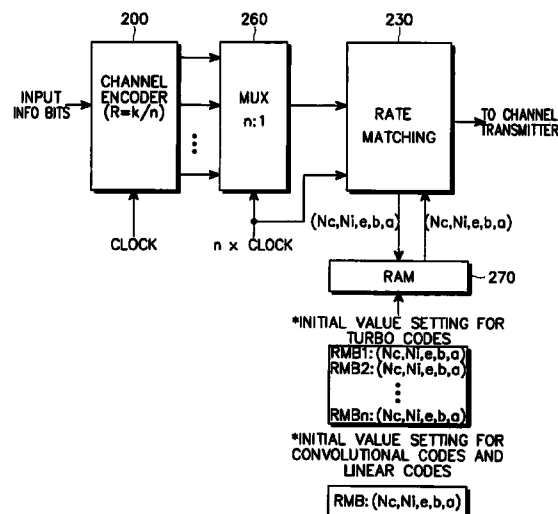 200
260
230
INPUT
INFO BITS
CHANNEL
ENCODER
(R=k/n)
MUX
n:1
RATE
MATCHING
TO CHANNEL
TRANSMITTER
CLOCK
n x CLOCK
(Nc,Ni,e,b,a)
(Nc,Ni,e,b,a)
RAM
270
*INITIAL VALUE SETTING FOR
TURBO CODES
RMB1:(Nc,Ni,e,b,a)
RMB2:(Nc,Ni,e,b,a)
RMBn:(Nc,Ni,e,b,a)
*INITIAL VALUE SETTING FOR
CONVOLUTIONAL CODES AND
LINEAR CODES
RMB:(Nc,Ni,e,b,a)